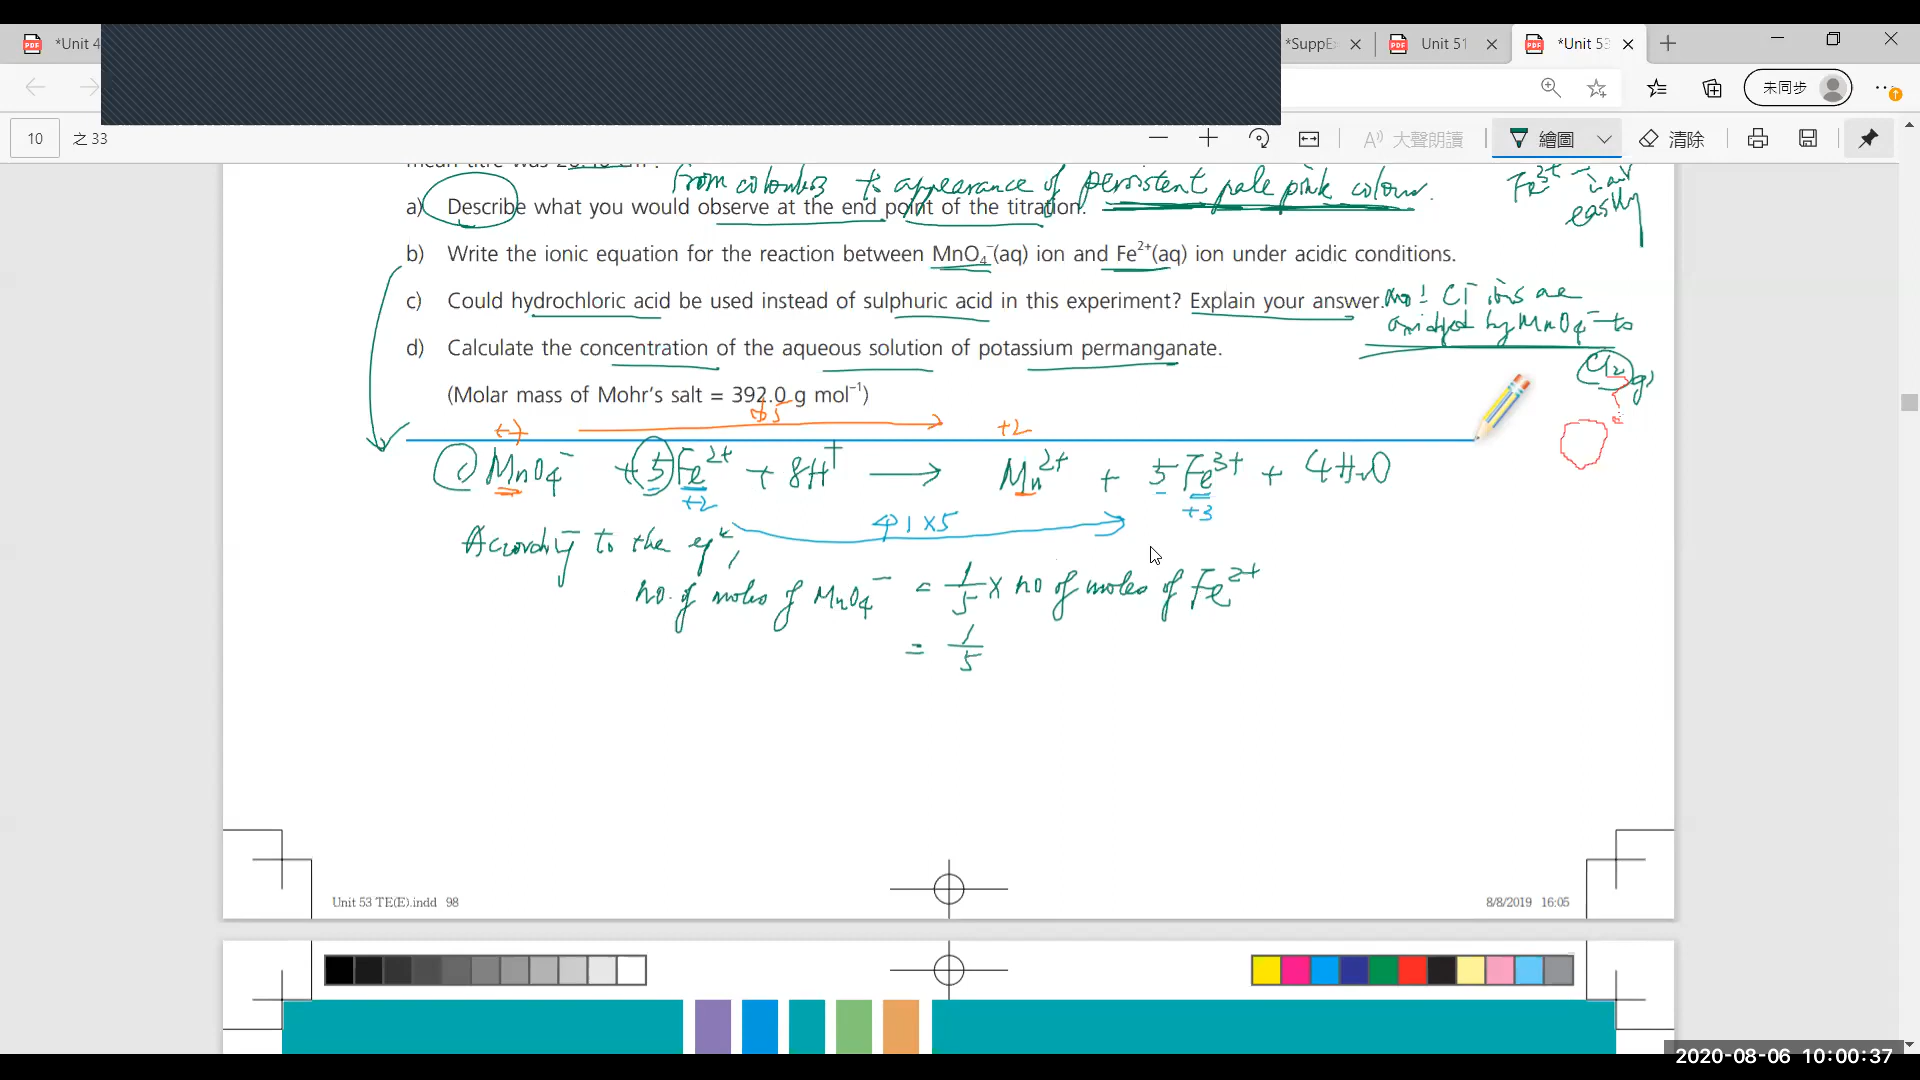 *Unit 4
*SuppE
Unit 51
*Unit 53
未同步
10 之 33
大聲朗讀
繪圖
清除
from colourless to appearance of persistent pale pink colour.
Fe3+
easily
a) Describe what you would observe at the end point of the titration.
b) Write the ionic equation for the reaction between MnO4–(aq) ion and Fe2+(aq) ion under acidic conditions.
c) Could hydrochloric acid be used instead of sulphuric acid in this experiment? Explain your answer.
No! Cl– ions are
oxidized by MnO4– to
Cl2(g)
d) Calculate the concentration of the aqueous solution of potassium permanganate.
(Molar mass of Mohr's salt = 392.0 g mol–1)
+2
MnO4– + 5Fe2+ + 8H+ → Mn2+ + 5Fe3+ + 4H2O
+2
+3
1 x 5
According to the eqn,
no. of moles of MnO4– = 1/5 x no of moles of Fe2+
= 1/5
Unit 53 TE(E).indd 98
8/8/2019 16:05
2020-08-06 10:00:37